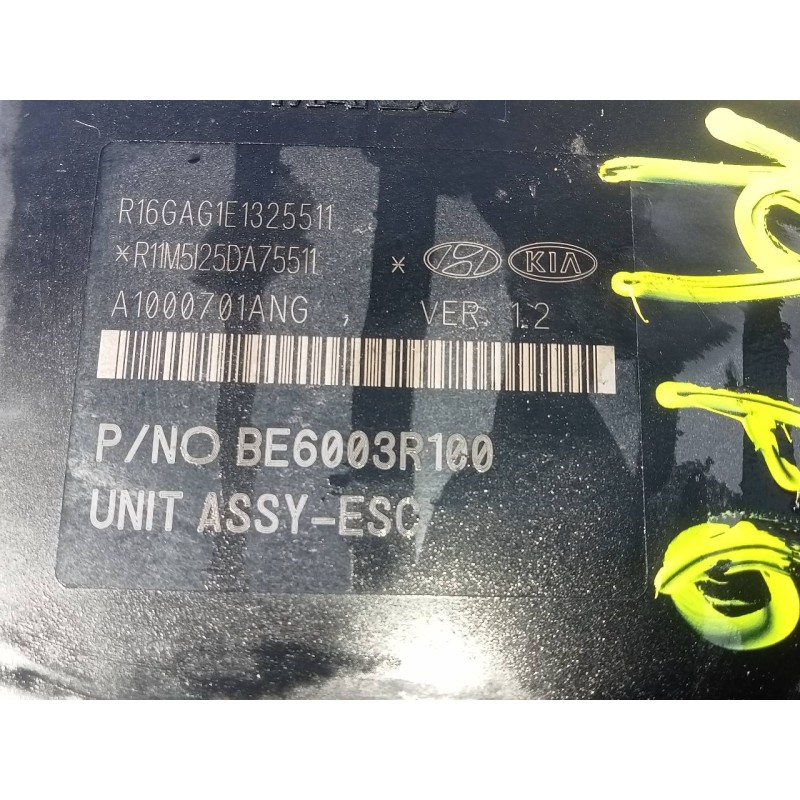 R16GAG1E1325511
*R11M5I25DA75511 * KIA
A1000701ANG , VER. 1.2
P/NO BE6003R100
UNIT ASSY-ESC